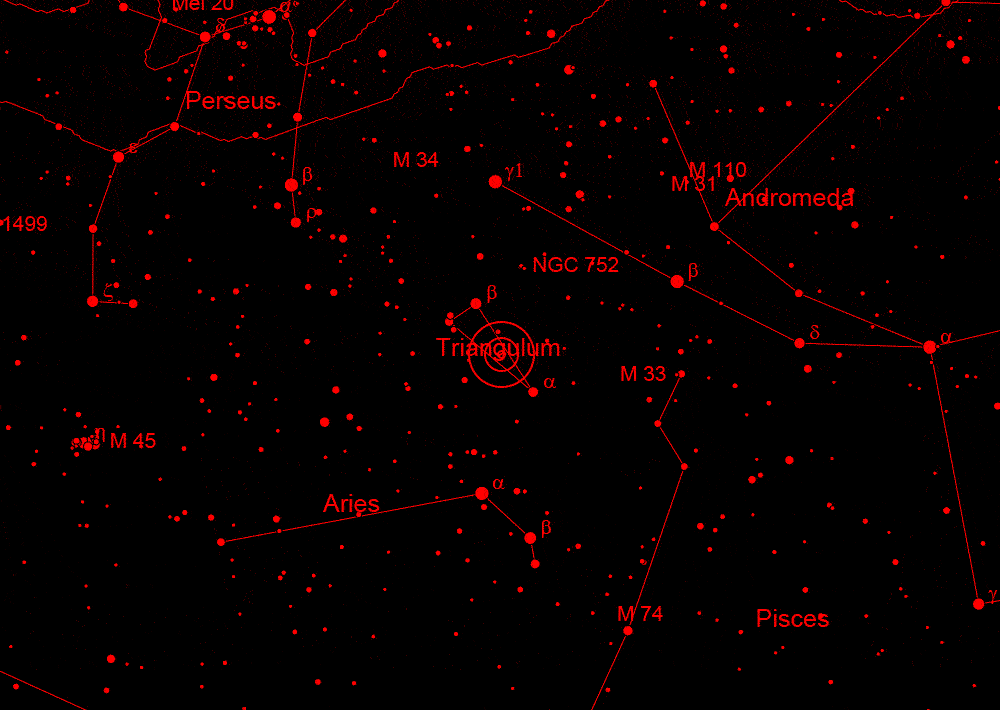 Mel 20
α
δ
Perseus
ε
M 34
γ1
M 110
β
M 31
Andromeda
ρ
1499
NGC 752
β
ζ
β
δ
α
Triangulum
M 33
α
η
M 45
α
Aries
β
γ
M 74
Pisces